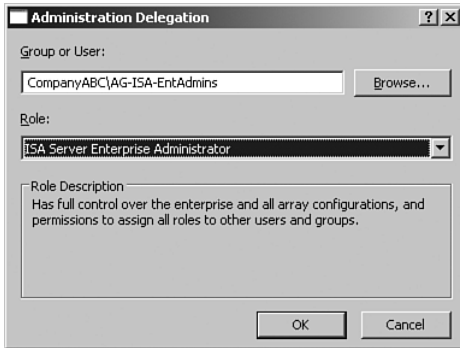 Administration Delegation
Group or User:
CompanyABC\AG-ISA-EntAdmins
Browse...
Role:
ISA Server Enterprise Administrator
Role Description
Has full control over the enterprise and all array configurations, and
permissions to assign all roles to other users and groups.
OK
Cancel